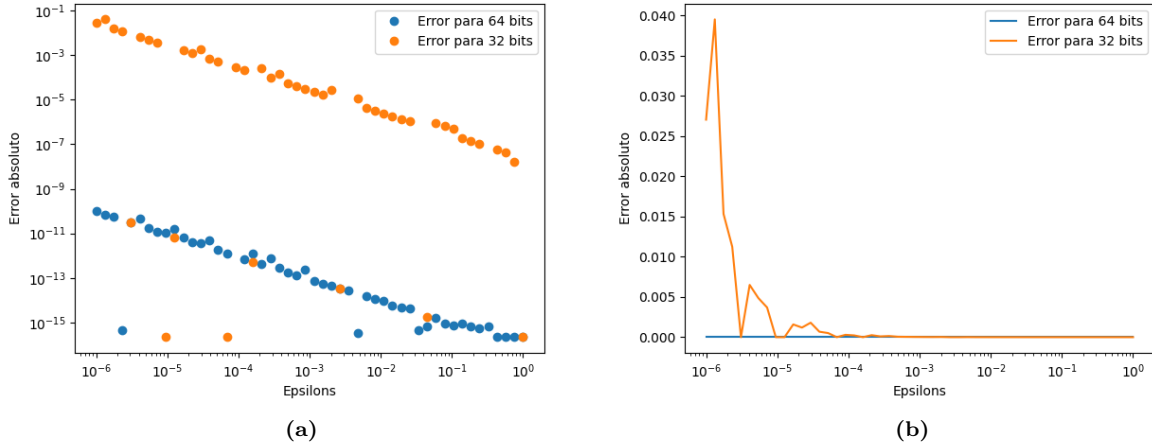 10⁻¹
10⁻³
10⁻⁵
10⁻⁷
10⁻⁹
10⁻¹¹
10⁻¹³
10⁻¹⁵
Error absoluto
Error para 64 bits
Error para 32 bits
10⁻⁶ 10⁻⁵ 10⁻⁴ 10⁻³ 10⁻² 10⁻¹ 10⁰
Epsilons
(a)
0.040
0.035
0.030
0.025
0.020
0.015
0.010
0.005
0.000
Error absoluto
Error para 64 bits
Error para 32 bits
10⁻⁶ 10⁻⁵ 10⁻⁴ 10⁻³ 10⁻² 10⁻¹ 10⁰
Epsilons
(b)